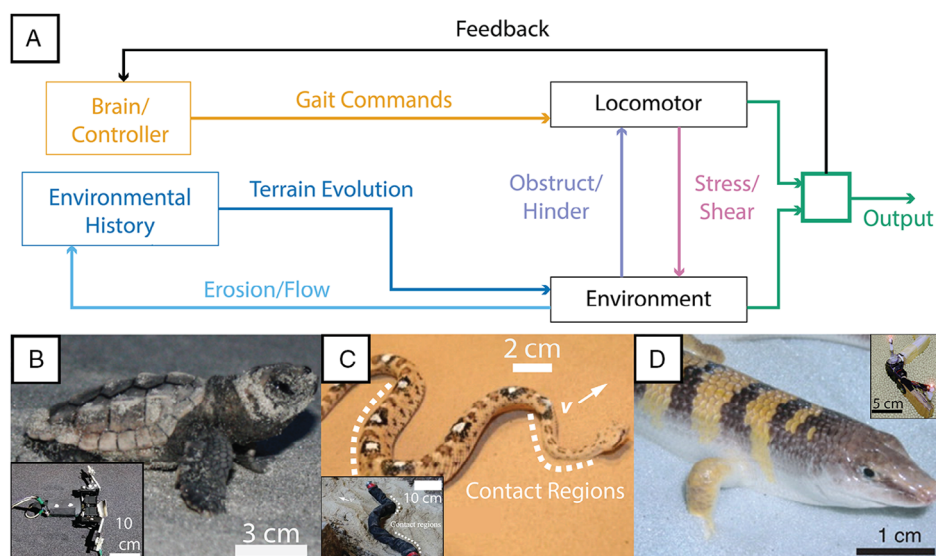 A
Feedback
Brain/
Controller
Gait Commands
Locomotor
Environmental
History
Terrain Evolution
Obstruct/
Hinder
Stress/
Shear
Output
Erosion/Flow
Environment
B
10
cm
3 cm
C
2 cm
v
Contact Regions
10 cm
Contact regions
D
5 cm
1 cm